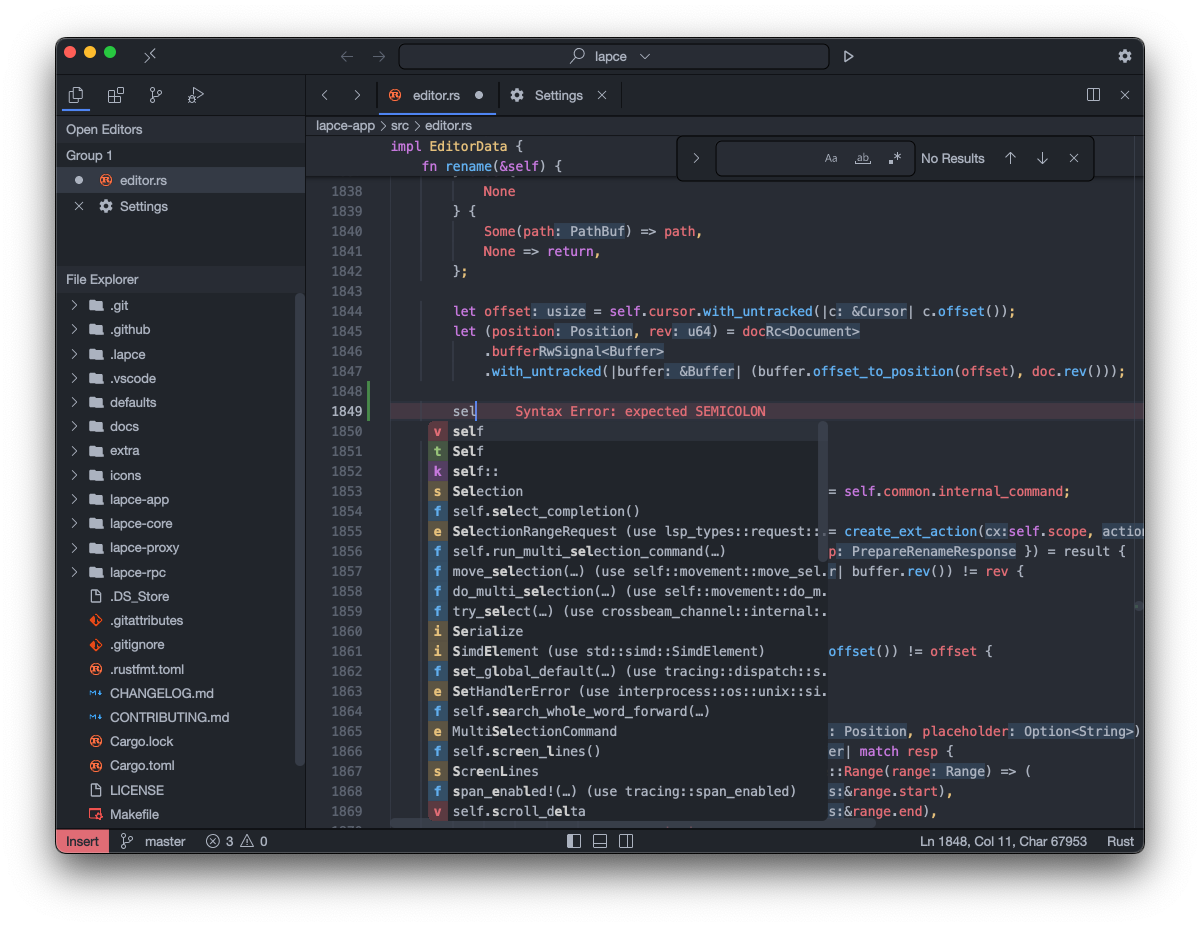 lapce
editor.rs
Settings
Open Editors
Group 1
editor.rs
Settings
File Explorer
.git
.github
.lapce
.vscode
defaults
docs
extra
icons
lapce-app
lapce-core
lapce-proxy
lapce-rpc
.DS_Store
.gitattributes
.gitignore
.rustfmt.toml
CHANGELOG.md
CONTRIBUTING.md
Cargo.lock
Cargo.toml
LICENSE
Makefile
lapce-app > src > editor.rs
impl EditorData {
fn rename(&self) {
Aa ab .* No Results
1838 None
1839 } {
1840 Some(path: PathBuf) => path,
1841 None => return,
1842 };
1843
1844 let offset: usize = self.cursor.with_untracked(|c: &Cursor| c.offset());
1845 let (position: Position, rev: u64) = docRc<Document>
1846 .bufferRwSignal<Buffer>
1847 .with_untracked(|buffer: &Buffer| (buffer.offset_to_position(offset), doc.rev()));
1848
1849 sel Syntax Error: expected SEMICOLON
1850 v self
1851 t Self
1852 k self::
1853 s Selection = self.common.internal_command;
1854 f self.select_completion()
1855 e SelectionRangeRequest (use lsp_types::request::. = create_ext_action(cx:self.scope, action
1856 f self.run_multi_selection_command(…) p: PrepareRenameResponse }) = result {
1857 f move_selection(…) (use self::movement::move_sel. r| buffer.rev()) != rev {
1858 f do_multi_selection(…) (use self::movement::do_m.
1859 f try_select(…) (use crossbeam_channel::internal:.
1860 i Serialize
1861 i SimdElement (use std::simd::SimdElement) offset()) != offset {
1862 f set_global_default(…) (use tracing::dispatch::s.
1863 e SetHandlerError (use interprocess::os::unix::si.
1864 f self.search_whole_word_forward(…)
1865 e MultiSelectionCommand : Position, placeholder: Option<String>)
1866 f self.screen_lines() er| match resp {
1867 s ScreenLines ::Range(range: Range) => (
1868 f span_enabled!(…) (use tracing::span_enabled) s:&range.start),
1869 v self.scroll_delta s:&range.end),
Insert master 3 0 Ln 1848, Col 11, Char 67953 Rust